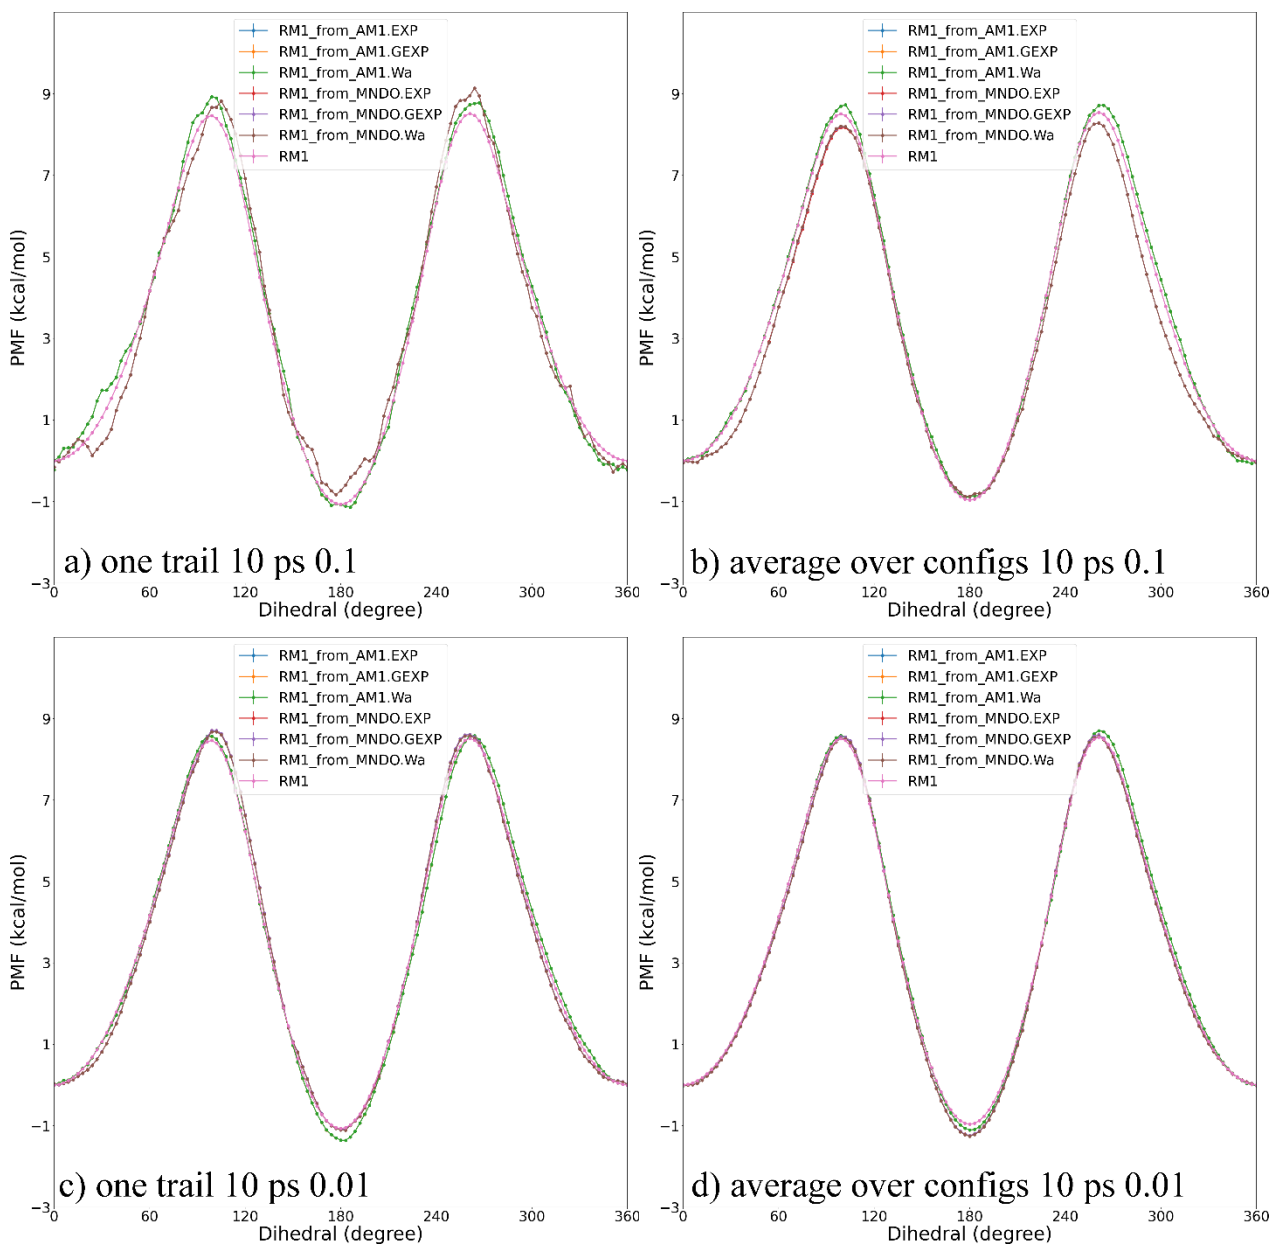 RM1_from_AM1.EXP
RM1_from_AM1.GEXP
RM1_from_AM1.Wa
RM1_from_MNDO.EXP
RM1_from_MNDO.GEXP
RM1_from_MNDO.Wa
RM1
9
7
5
3
1
−1
−3
PMF (kcal/mol)
a) one trail 10 ps 0.1
0 60 120 180 240 300 360
Dihedral (degree)
RM1_from_AM1.EXP
RM1_from_AM1.GEXP
RM1_from_AM1.Wa
RM1_from_MNDO.EXP
RM1_from_MNDO.GEXP
RM1_from_MNDO.Wa
RM1
9
7
5
3
1
−1
−3
PMF (kcal/mol)
b) average over configs 10 ps 0.1
0 60 120 180 240 300 360
Dihedral (degree)
RM1_from_AM1.EXP
RM1_from_AM1.GEXP
RM1_from_AM1.Wa
RM1_from_MNDO.EXP
RM1_from_MNDO.GEXP
RM1_from_MNDO.Wa
RM1
9
7
5
3
1
−1
−3
PMF (kcal/mol)
c) one trail 10 ps 0.01
0 60 120 180 240 300 360
Dihedral (degree)
RM1_from_AM1.EXP
RM1_from_AM1.GEXP
RM1_from_AM1.Wa
RM1_from_MNDO.EXP
RM1_from_MNDO.GEXP
RM1_from_MNDO.Wa
RM1
9
7
5
3
1
−1
−3
PMF (kcal/mol)
d) average over configs 10 ps 0.01
0 60 120 180 240 300 360
Dihedral (degree)